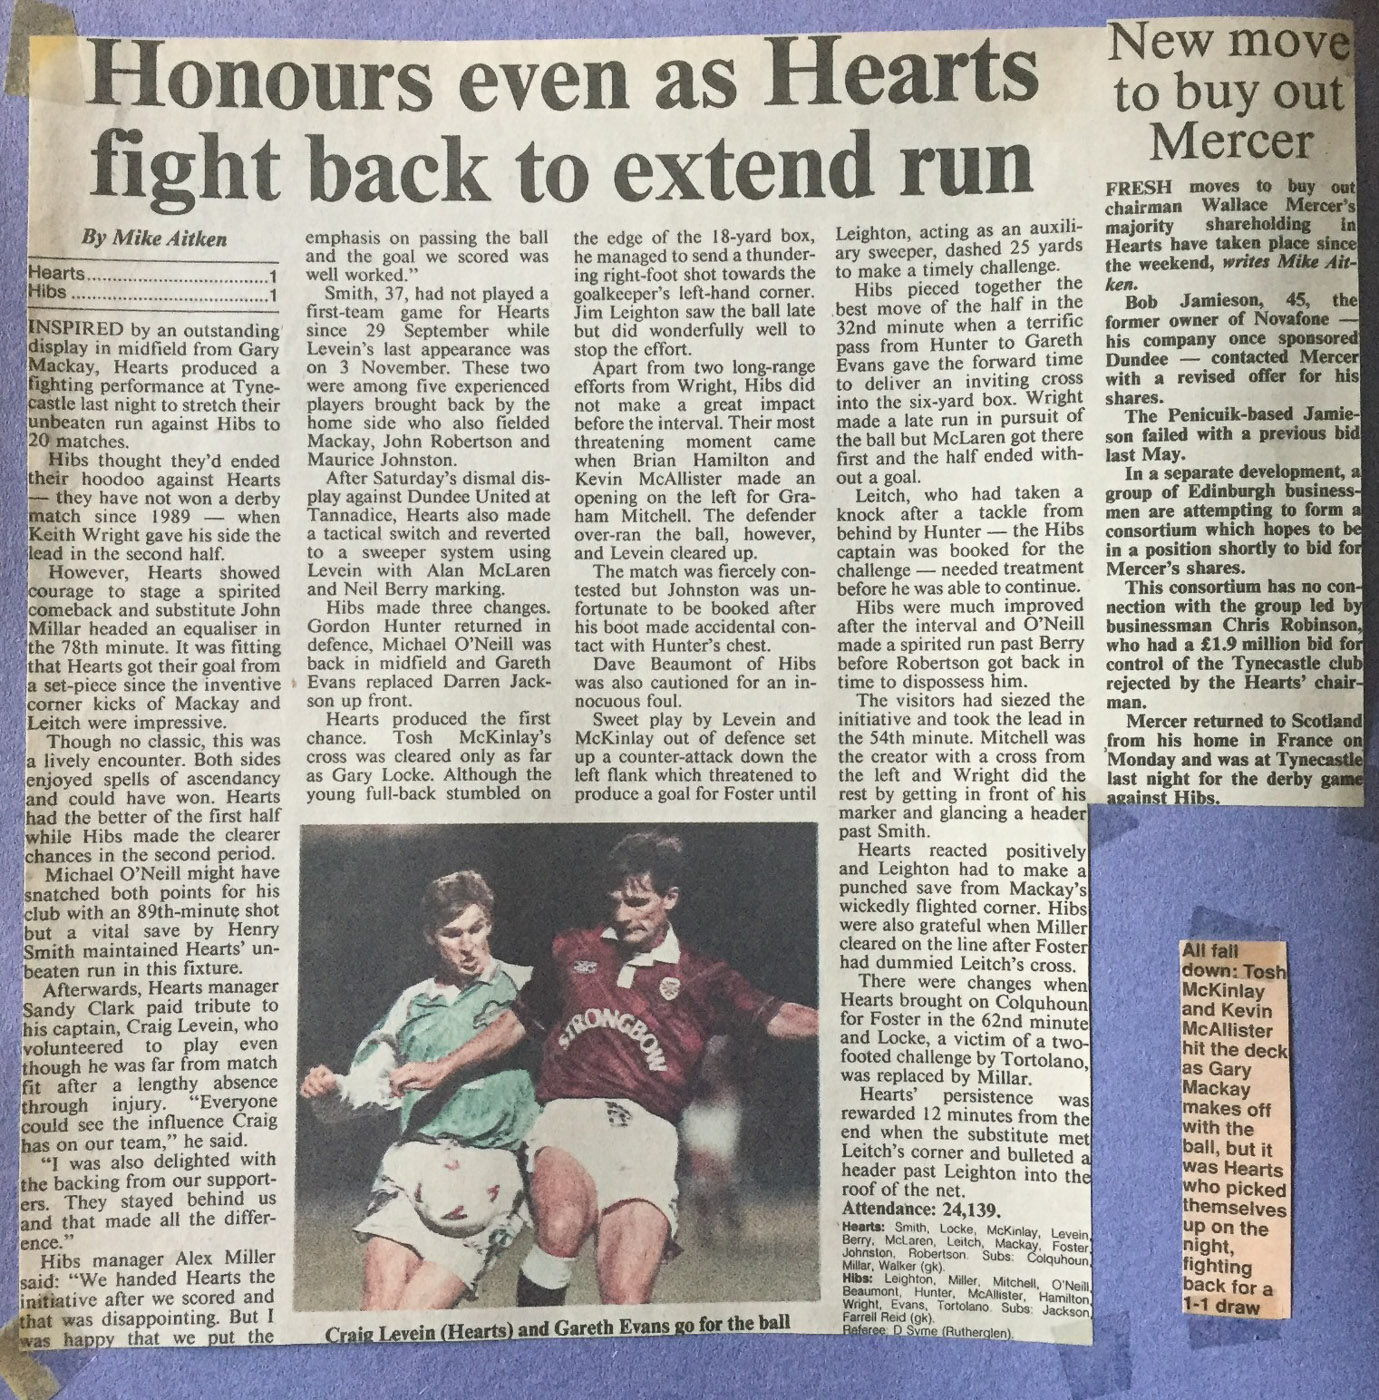 Honours even as Hearts
fight back to extend run
By Mike Aitken
Hearts..............................1
Hibs ................................1
INSPIRED by an outstanding
display in midfield from Gary
Mackay, Hearts produced a
fighting performance at Tyne-
castle last night to stretch their
unbeaten run against Hibs to
20 matches.
Hibs thought they'd ended
their hoodoo against Hearts
— they have not won a derby
match since 1989 — when
Keith Wright gave his side the
lead in the second half.
However, Hearts showed
courage to stage a spirited
comeback and substitute John
Millar headed an equaliser in
the 78th minute. It was fitting
that Hearts got their goal from
a set-piece since the inventive
corner kicks of Mackay and
Leitch were impressive.
Though no classic, this was
a lively encounter. Both sides
enjoyed spells of ascendancy
and could have won. Hearts
had the better of the first half
while Hibs made the clearer
chances in the second period.
Michael O'Neill might have
snatched both points for his
club with an 89th-minute shot
but a vital save by Henry
Smith maintained Hearts' un-
beaten run in this fixture.
Afterwards, Hearts manager
Sandy Clark paid tribute to
his captain, Craig Levein, who
volunteered to play even
though he was far from match
fit after a lengthy absence
through injury. "Everyone
could see the influence Craig
has on our team," he said.
"I was also delighted with
the backing from our support-
ers. They stayed behind us
and that made all the differ-
ence."
Hibs manager Alex Miller
said: "We handed Hearts the
initiative after we scored and
that was disappointing. But I
was happy that we put the
emphasis on passing the ball
and the goal we scored was
well worked."
Smith, 37, had not played a
first-team game for Hearts
since 29 September while
Levein's last appearance was
on 3 November. These two
were among five experienced
players brought back by the
home side who also fielded
Mackay, John Robertson and
Maurice Johnston.
After Saturday's dismal dis-
play against Dundee United at
Tannadice, Hearts also made
a tactical switch and reverted
to a sweeper system using
Levein with Alan McLaren
and Neil Berry marking.
Hibs made three changes.
Gordon Hunter returned in
defence, Michael O'Neill was
back in midfield and Gareth
Evans replaced Darren Jack-
son up front.
Hearts produced the first
chance. Tosh McKinlay's
cross was cleared only as far
as Gary Locke. Although the
young full-back stumbled on
the edge of the 18-yard box,
he managed to send a thunder-
ing right-foot shot towards the
goalkeeper's left-hand corner.
Jim Leighton saw the ball late
but did wonderfully well to
stop the effort.
Apart from two long-range
efforts from Wright, Hibs did
not make a great impact
before the interval. Their most
threatening moment came
when Brian Hamilton and
Kevin McAllister made an
opening on the left for Gra-
ham Mitchell. The defender
over-ran the ball, however,
and Levein cleared up.
The match was fiercely con-
tested but Johnston was un-
fortunate to be booked after
his boot made accidental con-
tact with Hunter's chest.
Dave Beaumont of Hibs
was also cautioned for an in-
nocuous foul.
Sweet play by Levein and
McKinlay out of defence set
up a counter-attack down the
left flank which threatened to
produce a goal for Foster until
Leighton, acting as an auxili-
ary sweeper, dashed 25 yards
to make a timely challenge.
Hibs pieced together the
best move of the half in the
32nd minute when a terrific
pass from Hunter to Gareth
Evans gave the forward time
to deliver an inviting cross
into the six-yard box. Wright
made a late run in pursuit of
the ball but McLaren got there
first and the half ended with-
out a goal.
Leitch, who had taken a
knock after a tackle from
behind by Hunter — the Hibs
captain was booked for the
challenge — needed treatment
before he was able to continue.
Hibs were much improved
after the interval and O'Neill
made a spirited run past Berry
before Robertson got back in
time to dispossess him.
The visitors had siezed the
initiative and took the lead in
the 54th minute. Mitchell was
the creator with a cross from
the left and Wright did the
rest by getting in front of his
marker and glancing a header
past Smith.
Hearts reacted positively
and Leighton had to make a
punched save from Mackay's
wickedly flighted corner. Hibs
were also grateful when Miller
cleared on the line after Foster
had dummied Leitch's cross.
There were changes when
Hearts brought on Colquhoun
for Foster in the 62nd minute
and Locke, a victim of a two-
footed challenge by Tortolano,
was replaced by Millar.
Hearts' persistence was
rewarded 12 minutes from the
end when the substitute met
Leitch's corner and bulleted a
header past Leighton into the
roof of the net.
Attendance: 24,139.
Hearts: Smith, Locke, McKinlay, Levein,
Berry, McLaren, Leitch, Mackay, Foster,
Johnston, Robertson. Subs: Colquhoun,
Millar, Walker (gk).
Hibs: Leighton, Miller, Mitchell, O'Neill,
Beaumont, Hunter, McAllister, Hamilton,
Wright, Evans, Tortolano. Subs: Jackson,
Farrell Reid (gk).
Referee: D Syme (Rutherglen).
STRONGBOW
Craig Levein (Hearts) and Gareth Evans go for the ball
New move
to buy out
Mercer
FRESH moves to buy out
chairman Wallace Mercer's
majority shareholding in
Hearts have taken place since
the weekend, writes Mike Ait-
ken.
Bob Jamieson, 45, the
former owner of Novafone —
his company once sponsored
Dundee — contacted Mercer
with a revised offer for his
shares.
The Penicuik-based Jamie-
son failed with a previous bid
last May.
In a separate development, a
group of Edinburgh business-
men are attempting to form a
consortium which hopes to be
in a position shortly to bid for
Mercer's shares.
This consortium has no con-
nection with the group led by
businessman Chris Robinson,
who had a £1.9 million bid for
control of the Tynecastle club
rejected by the Hearts' chair-
man.
Mercer returned to Scotland
from his home in France on
Monday and was at Tynecastle
last night for the derby game
against Hibs.
All fall
down: Tosh
McKinlay
and Kevin
McAllister
hit the deck
as Gary
Mackay
makes off
with the
ball, but it
was Hearts
who picked
themselves
up on the
night,
fighting
back for a
1-1 draw